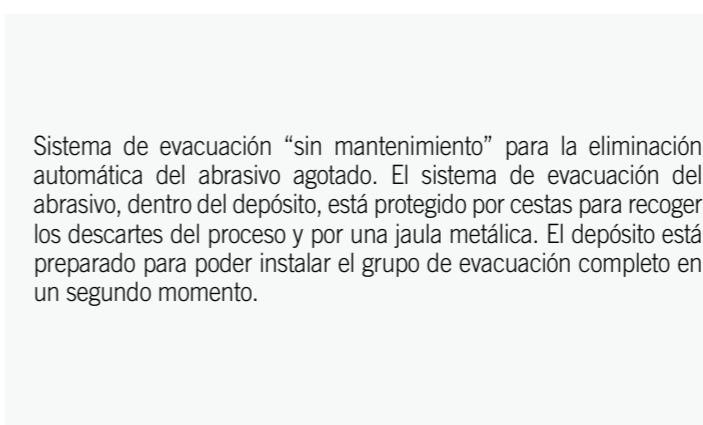 Sistema de evacuación “sin mantenimiento” para la eliminación
automática del abrasivo agotado. El sistema de evacuación del
abrasivo, dentro del depósito, está protegido por cestas para recoger
los descartes del proceso y por una jaula metálica. El depósito está
preparado para poder instalar el grupo de evacuación completo en
un segundo momento.